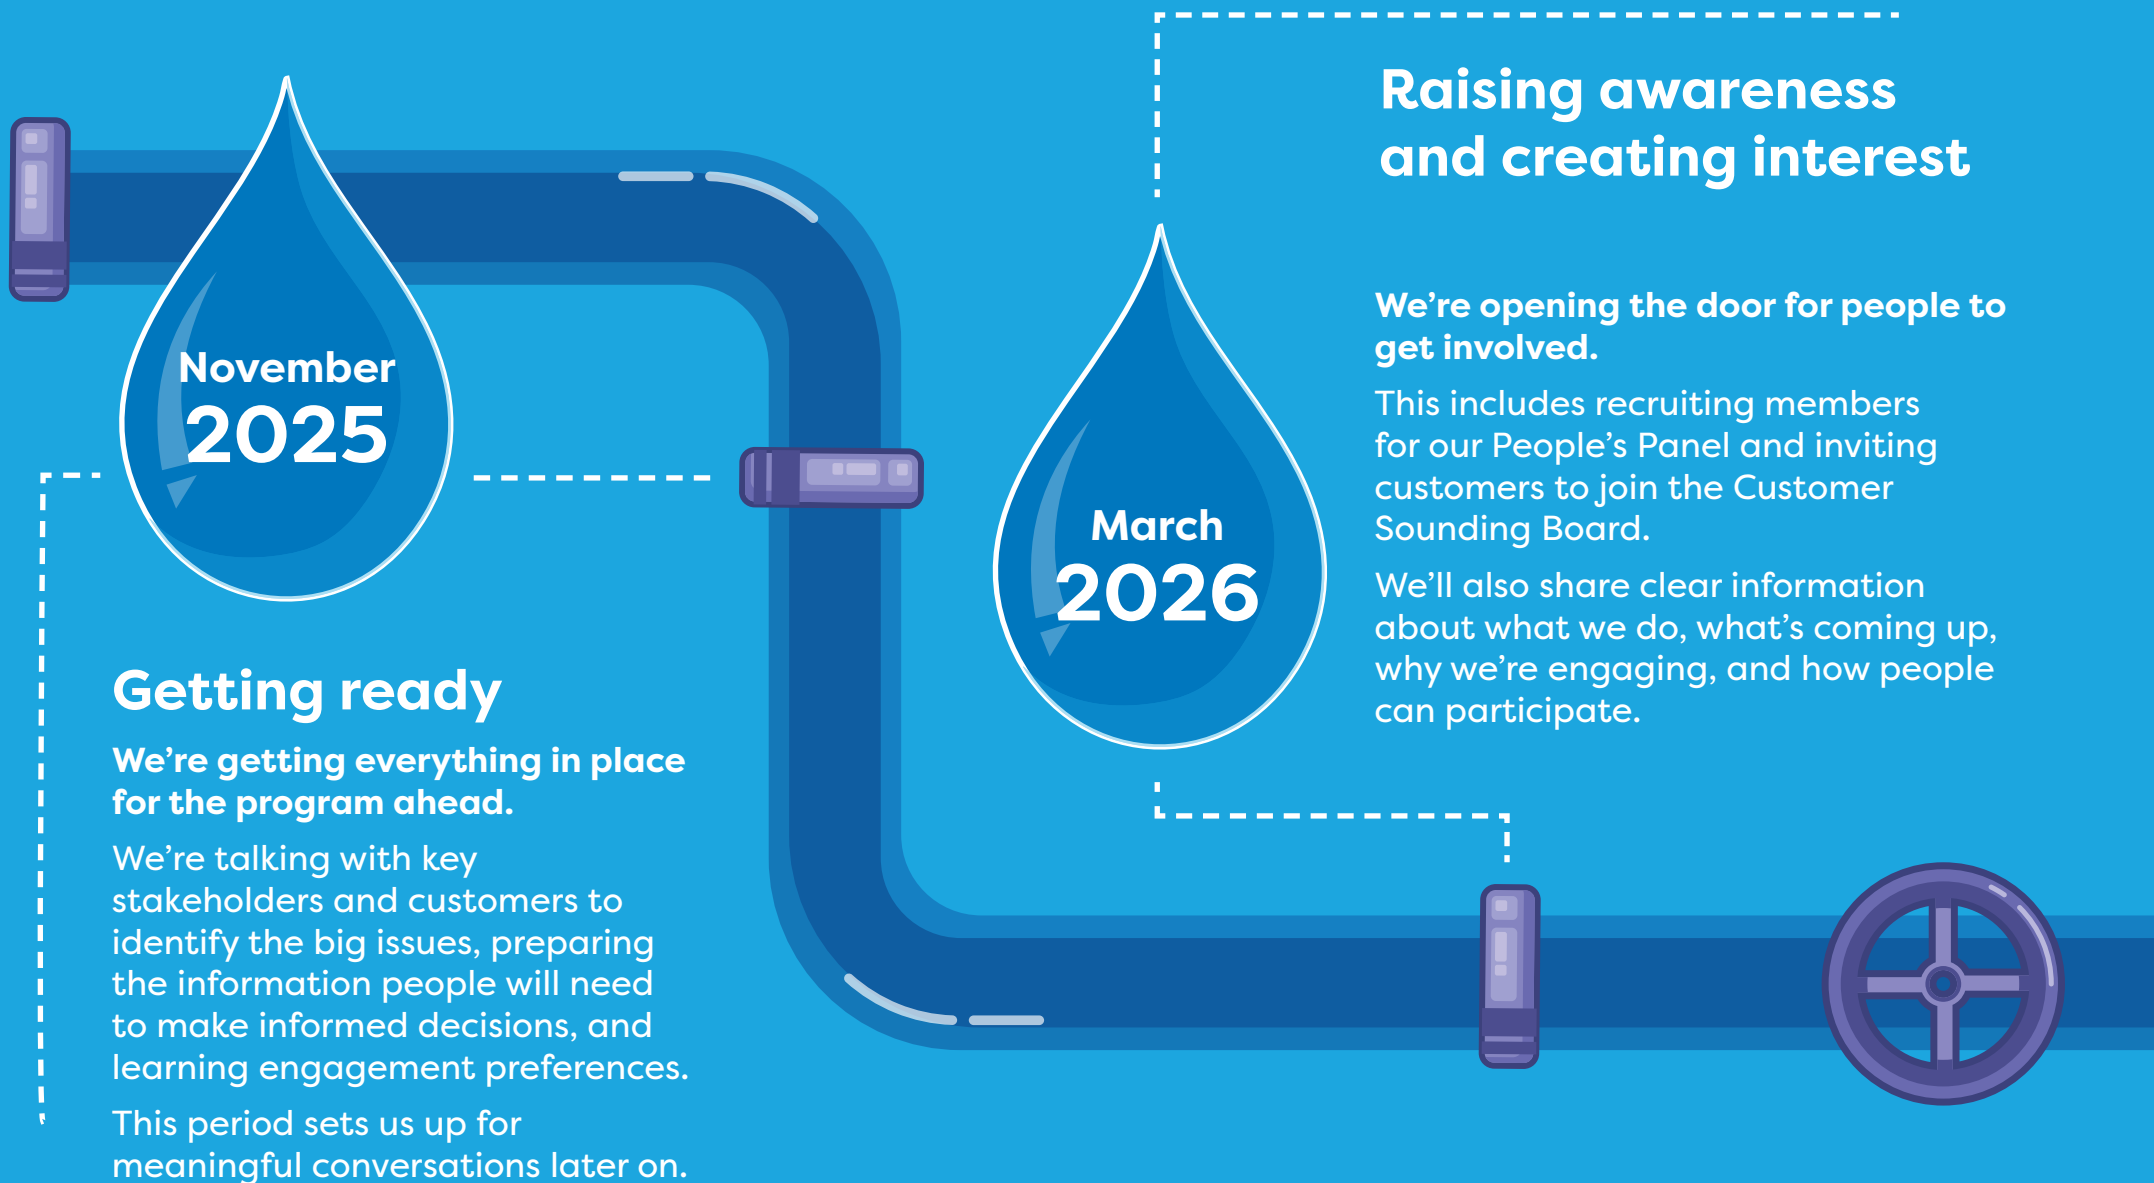 November
2025
Getting ready
We’re getting everything in place
for the program ahead.
We’re talking with key
stakeholders and customers to
identify the big issues, preparing
the information people will need
to make informed decisions, and
learning engagement preferences.
This period sets us up for
meaningful conversations later on.
March
2026
Raising awareness
and creating interest
We’re opening the door for people to
get involved.
This includes recruiting members
for our People’s Panel and inviting
customers to join the Customer
Sounding Board.
We’ll also share clear information
about what we do, what’s coming up,
why we’re engaging, and how people
can participate.